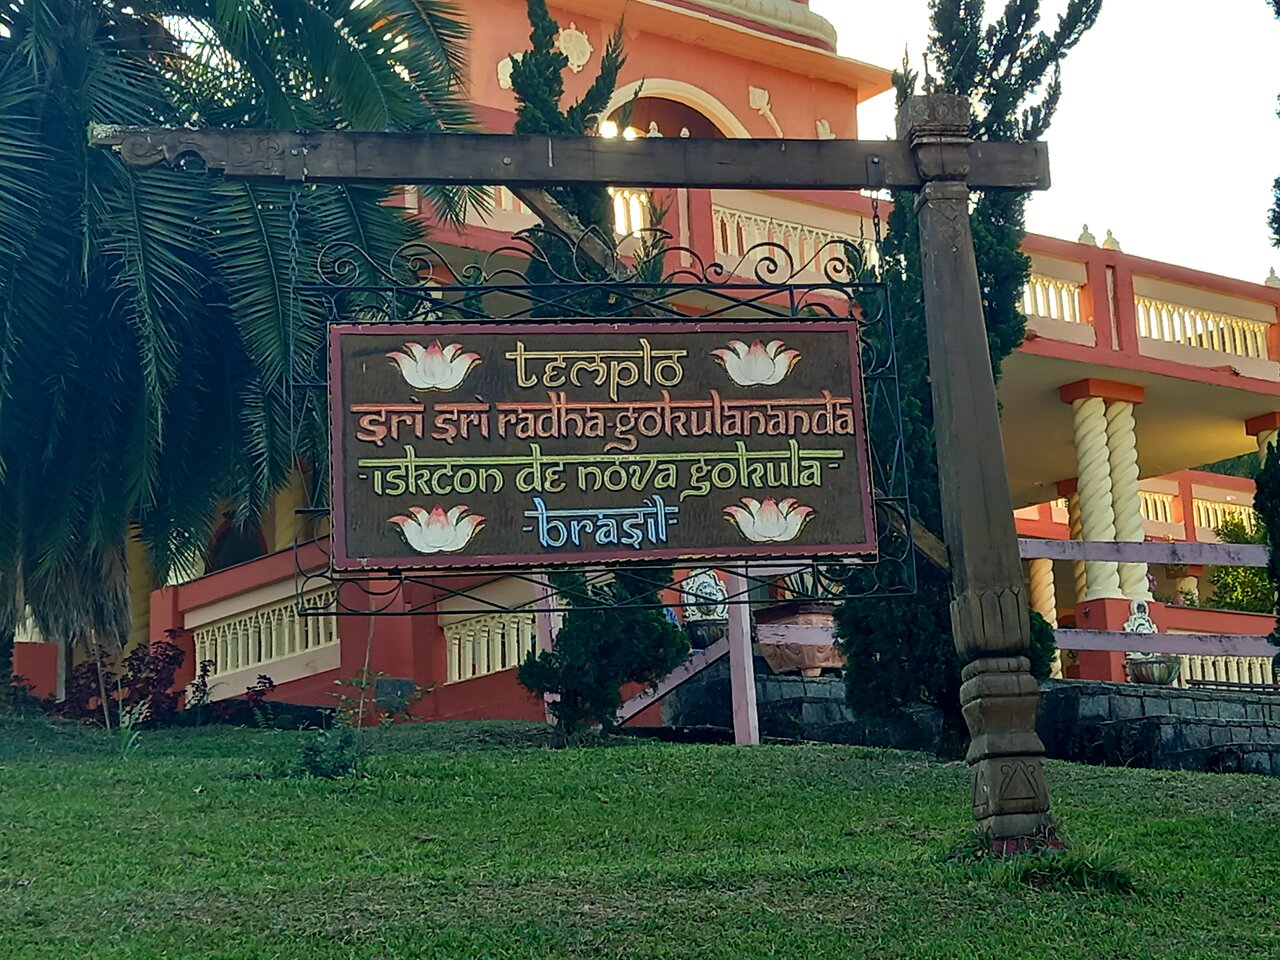 templo
sri sri radha-gokulananda
-iskcon de nova gokula-
-brasil-